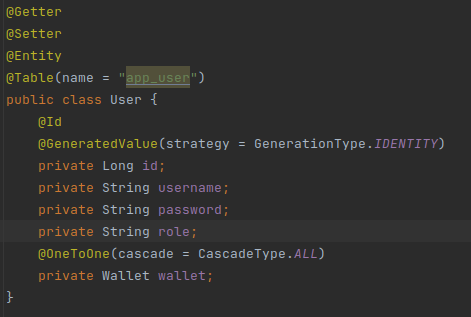 @Getter
@Setter
@Entity
@Table(name = "app_user")
public class User {
    @Id
    @GeneratedValue(strategy = GenerationType.IDENTITY)
    private Long id;
    private String username;
    private String password;
    private String role;
    @OneToOne(cascade = CascadeType.ALL)
    private Wallet wallet;
}